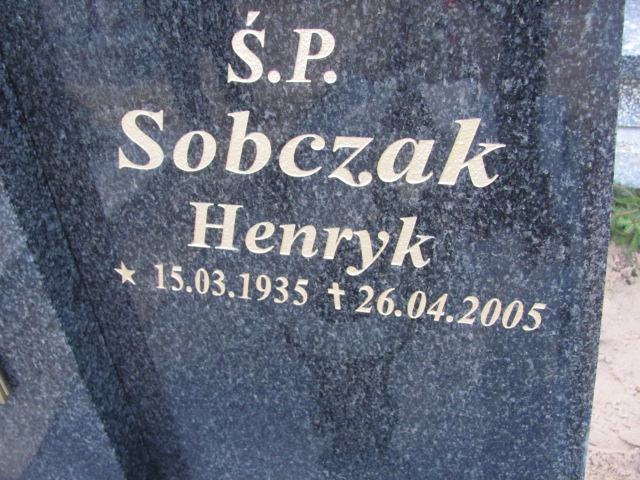 Ś.P.
Sobczak
Henryk
★ 15.03.1935 ✝ 26.04.2005